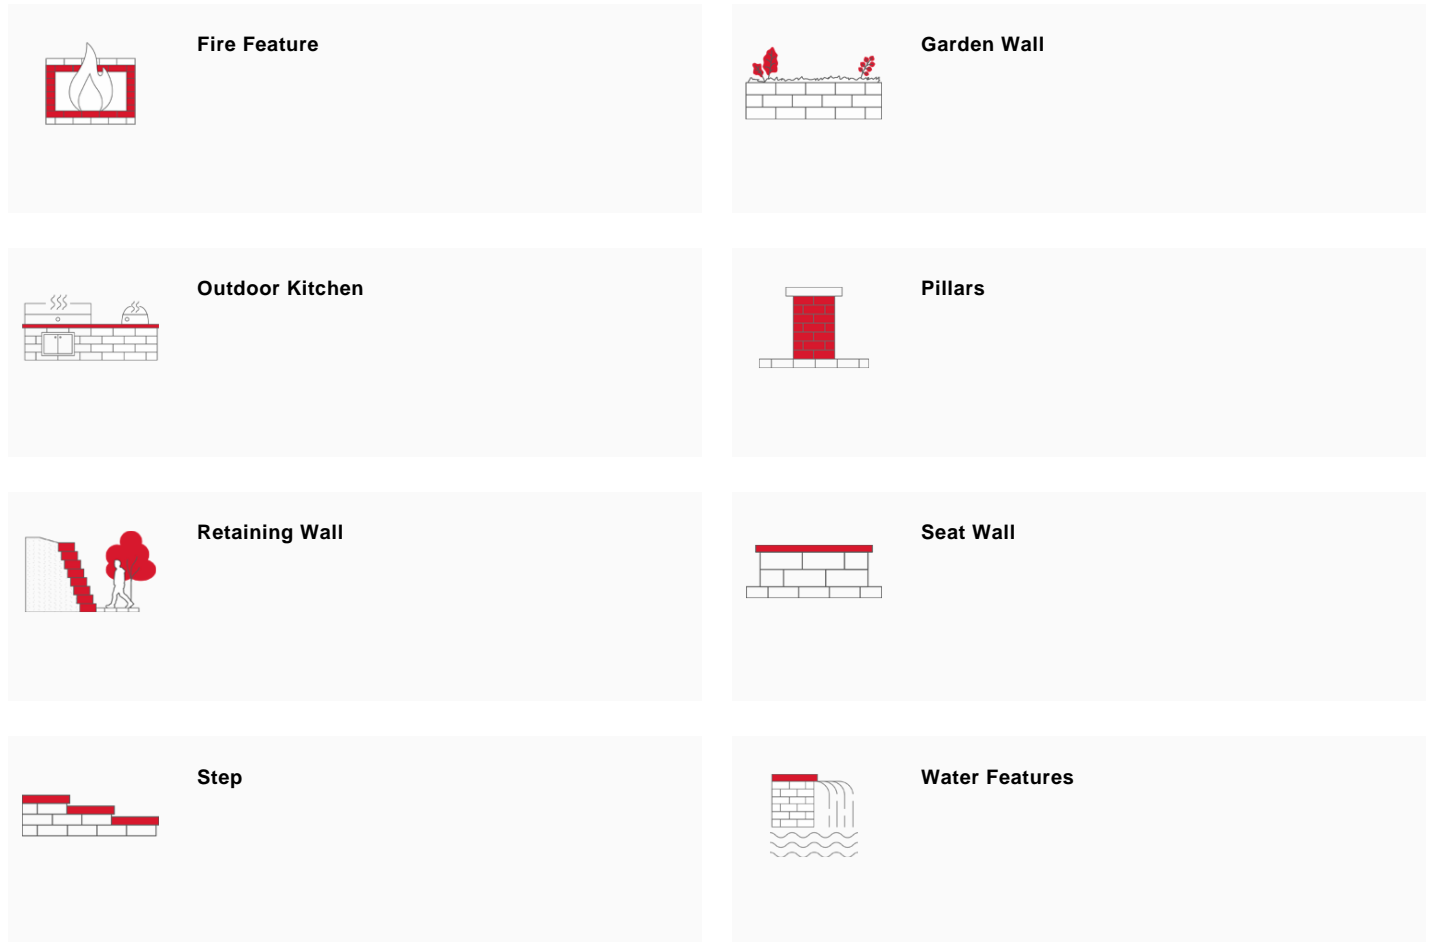 Fire Feature
Garden Wall
Outdoor Kitchen
Pillars
Retaining Wall
Seat Wall
Step
Water Features